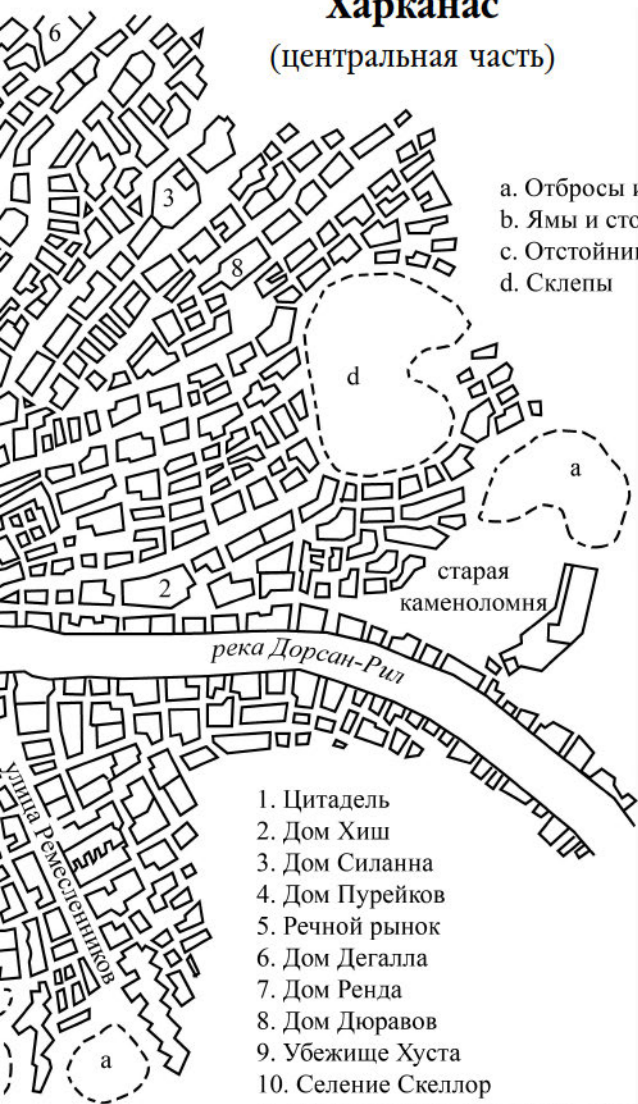 Харканас
(центральная часть)
6
3
8
a. Отбросы и
b. Ямы и
c.
d. Склепы
d
a
старая
каменоломня
2
река Дорсан-Рил
улица Ремесленников
1. Цитадель
2. Дом Хиш
3. Дом Силанна
4. Дом Пурейков
5. Речной рынок
6. Дом Дегалла
7. Дом Ренда
8. Дом Дюравов
9. Убежище Хуста
10. Селение Скеллор
a